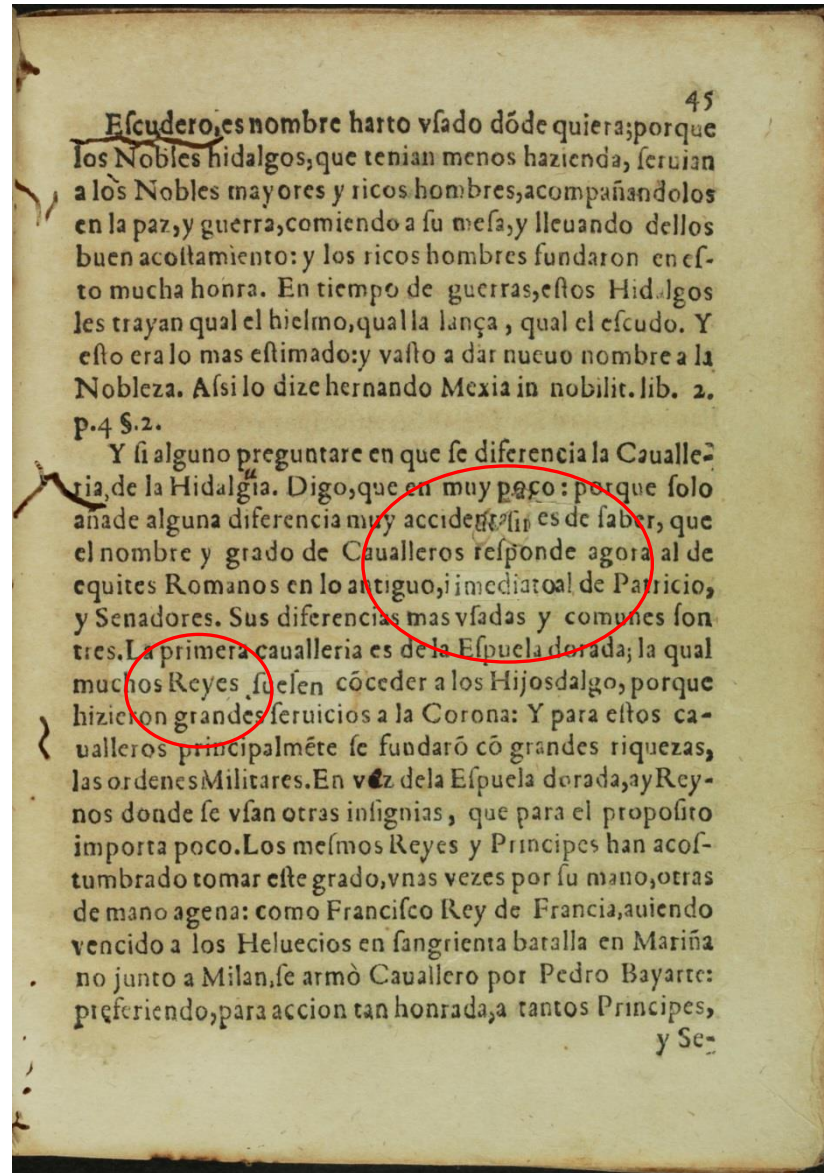 45
Eſcudero,es nombre harto vſado dóde quiera;porque
los Nobles hidalgos,que tenian menos hazienda, ſeruian
a los Nobles mayores y ricos hombres,acompañandolos
en la paz,y guerra,comiendo a ſu meſa,y lleuando dellos
buen acoſtamiento: y los ricos hombres fundaron en eſ-
to mucha honra. En tiempo de guerras,eſtos Hidalgos
les trayan qual el hielmo,qual la lança , qual el eſcudo. Y
eſto era lo mas eſtimado:y vaſto a dar nueuo nombre a la
Nobleza. Aſsi lo dize hernando Mexia in nobilit. lib. 2.
p.4 §.2.
Y ſi alguno preguntare en que ſe diferencia la Caualle-
ria,de la Hidalguia. Digo,que en muy poco : porque ſolo
añade alguna diferencia muy es de ſaber, que
el nombre y grado de Caualleros reſponde agora al de
equites Romanos en lo antiguo,i imediatoal de Patricio,
y Senadores. Sus diferencias mas vſadas y comunes ſon
tres.La primera caualleria es de la Eſpuela dorada; la qual
muchos Reyes ſuelen cóceder a los Hijosdalgo, porque
hizieron grandes ſeruicios a la Corona: Y para eſtos ca-
ualleros principalméte ſe fundaró có grandes riquezas,
las ordenes Militares.En vez dela Eſpuela dorada,ay Rey-
nos donde ſe vſan otras inſignias, que para el propoſito
importa poco.Los meſmos Reyes y Principes han acoſ-
tumbrado tomar eſte grado,vnas vezes por ſu mano,otras
de mano agena: como Franciſco Rey de Francia,auiendo
vencido a los Heluecios en ſangrienta batalla en Mariña
no junto a Milan,ſe armò Cauallero por Pedro Bayarte:
preferiendo,para accion tan honrada,a tantos Principes,
y Se-